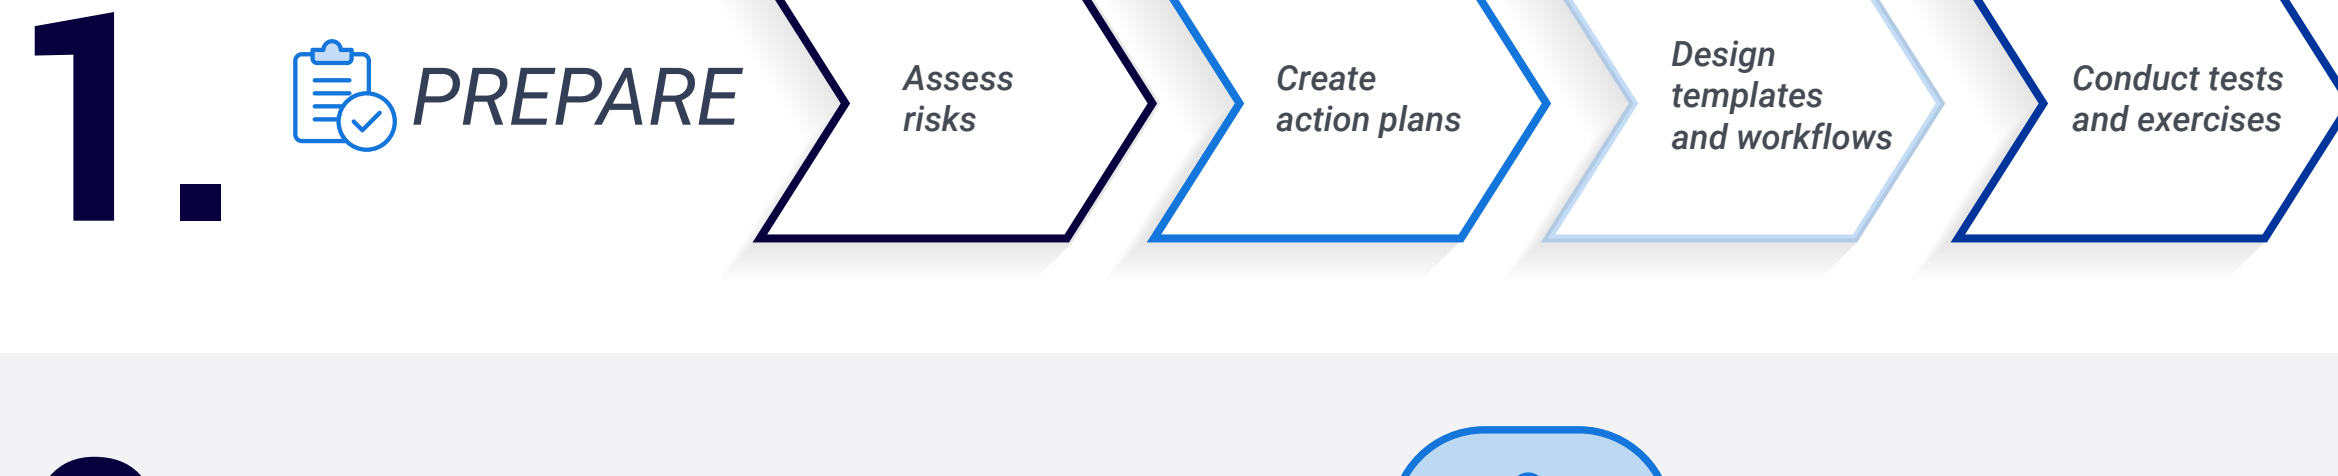 1.
PREPARE
Assess
risks
Create
action plans
Design
templates
and workflows
Conduct tests
and exercises